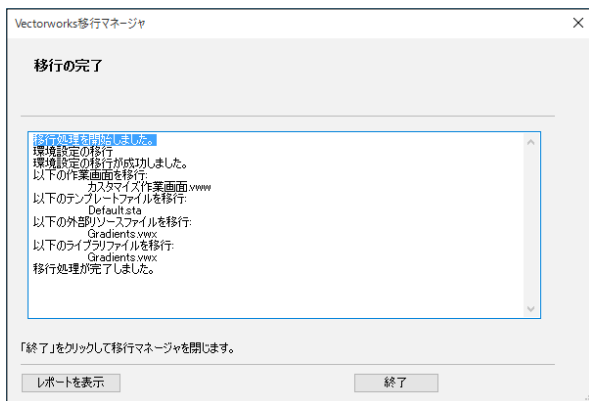 Vectorworks移行マネージャ
移行の完了
移行処理を開始しました。
環境設定の移行
環境設定の移行が成功しました。
以下の作業画面を移行:
カスタマイズ作業画面.vww
以下のテンプレートファイルを移行:
Default.sta
以下の外部リソースファイルを移行:
Gradients.vwx
以下のライブラリファイルを移行:
Gradients.vwx
移行処理が完了しました。
「終了」をクリックして移行マネージャを閉じます。
レポートを表示
終了